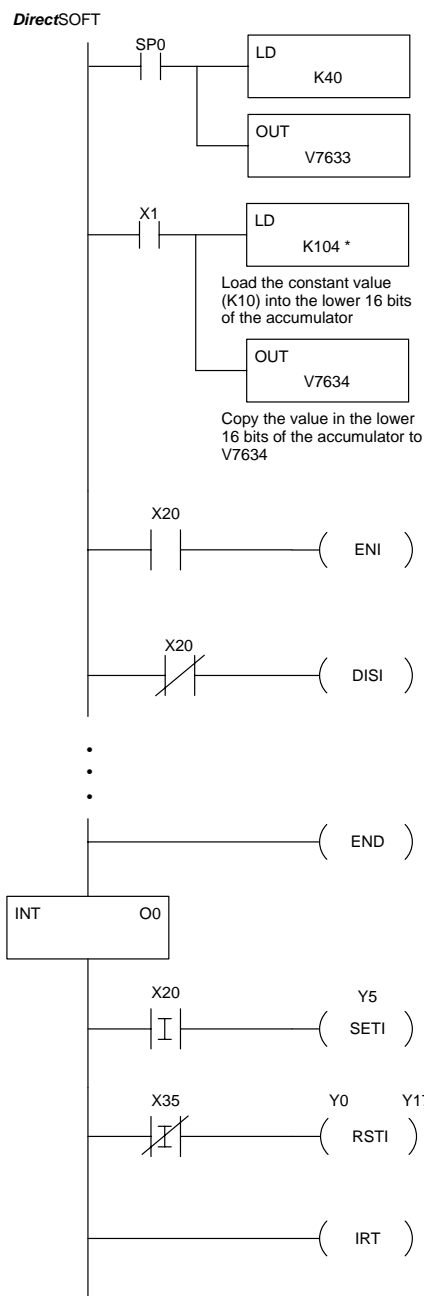 DirectSOFT
SP0
LD
K40
OUT
V7633
X1
LD
K104 *
Load the constant value
(K10) into the lower 16 bits
of the accumulator
OUT
V7634
Copy the value in the lower
16 bits of the accumulator to
V7634
X20
ENI
X20
DISI
END
INT O0
X20 Y5
I SETI
X35 Y0 Y17
I RSTI
IRT